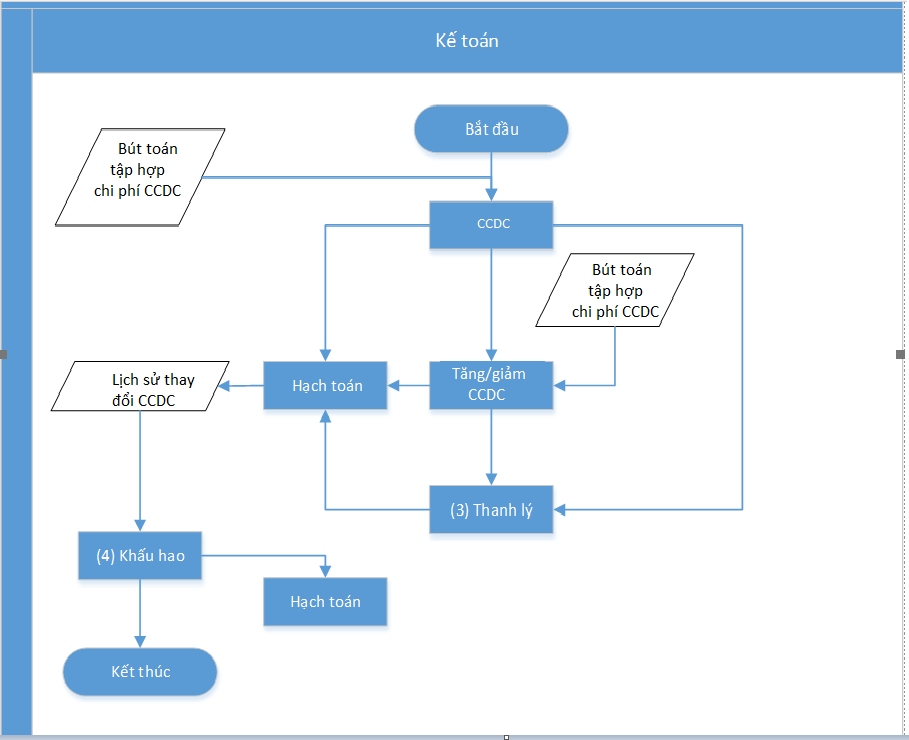 Kế toán
Bắt đầu
Bút toán
tập hợp
chi phí CCDC
CCDC
Bút toán
tập hợp
chi phí CCDC
Lịch sử thay
đổi CCDC
Hạch toán
Tăng/giảm
CCDC
(3) Thanh lý
(4) Khấu hao
Hạch toán
Kết thúc